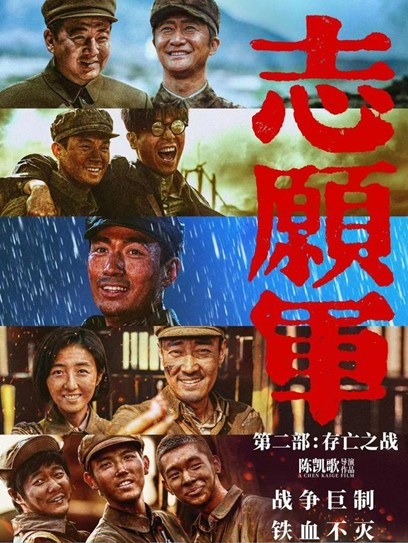 志願軍
第二部：存亡之战
陈凯歌 导演作品
A CHEN KAIGE FILM
战争巨制
铁血不灭